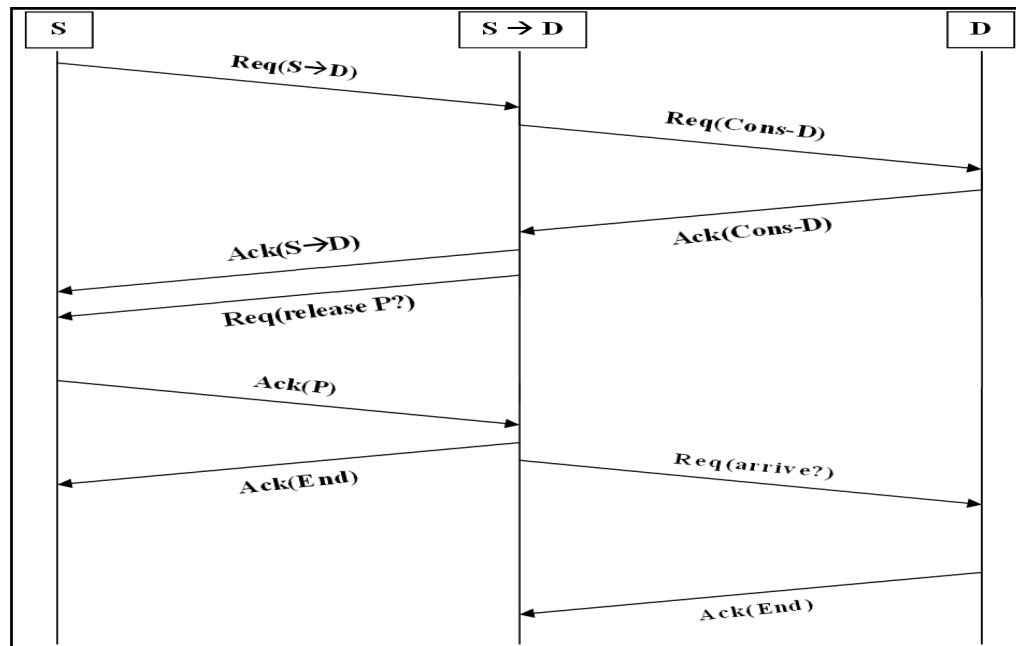 S
S → D
D
Req(S→D)
Req(Cons-D)
Ack(Cons-D)
Ack(S→D)
Req(release P?)
Ack(P)
Ack(End)
Req(arrive?)
Ack(End)